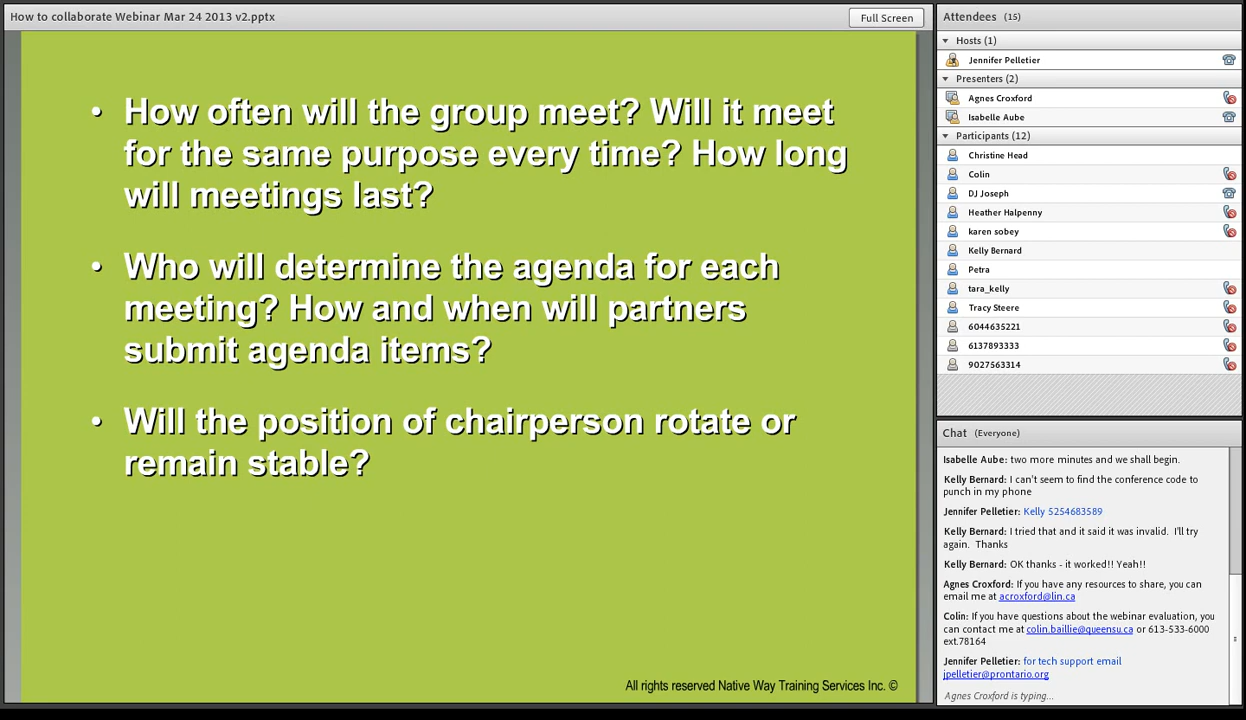 How to collaborate Webinar Mar 24 2013 v2.pptx
Full Screen
• How often will the group meet? Will it meet
for the same purpose every time? How long
will meetings last?
• Who will determine the agenda for each
meeting? How and when will partners
submit agenda items?
• Will the position of chairperson rotate or
remain stable?
All rights reserved Native Way Training Services Inc. ©
Attendees (15)
Hosts (1)
Jennifer Pelletier
Presenters (2)
Agnes Croxford
Isabelle Aube
Participants (12)
Christine Head
Colin
DJ Joseph
Heather Halpenny
karen sobey
Kelly Bernard
Petra
tara_kelly
Tracy Steere
6044635221
6137893333
9027563314
Chat (Everyone)
Isabelle Aube: two more minutes and we shall begin.
Kelly Bernard: I can't seem to find the conference code to
punch in my phone
Jennifer Pelletier: Kelly 5254683589
Kelly Bernard: I tried that and it said it was invalid. I'll try
again. Thanks
Kelly Bernard: OK thanks - it worked!! Yeah!!
Agnes Croxford: If you have any resources to share, you can
email me at acroxford@lin.ca
Colin: If you have questions about the webinar evaluation, you
can contact me at colin.baillie@queensu.ca or 613-533-6000
ext.78164
Jennifer Pelletier: for tech support email
jpelletier@prontario.org
Agnes Croxford is typing...